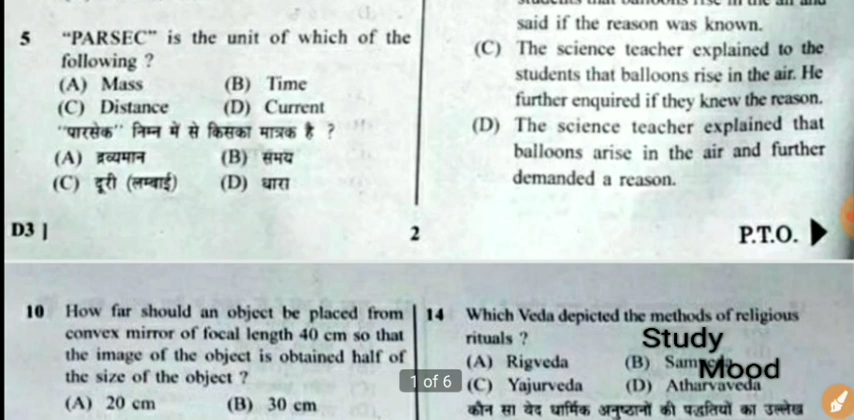 5 "PARSEC" is the unit of which of the
following ?
(A) Mass (B) Time
(C) Distance (D) Current
"पारसेक" निम्न में से किसका मात्रक है ?
(A) द्रव्यमान (B) समय
(C) दूरी (लम्बाई) (D) धारा
said if the reason was known.
(C) The science teacher explained to the
students that balloons rise in the air. He
further enquired if they knew the reason.
(D) The science teacher explained that
balloons arise in the air and further
demanded a reason.
D3 | 2 P.T.O.
10 How far should an object be placed from
convex mirror of focal length 40 cm so that
the image of the object is obtained half of
the size of the object ?
(A) 20 cm (B) 30 cm
14 Which Veda depicted the methods of religious
rituals ?
(A) Rigveda (B)
(C) Yajurveda (D) Atharvaveda
कौन सा वेद धार्मिक अनुष्ठानों की पद्धतियों का उल्लेख
Study
Mood
1 of 6